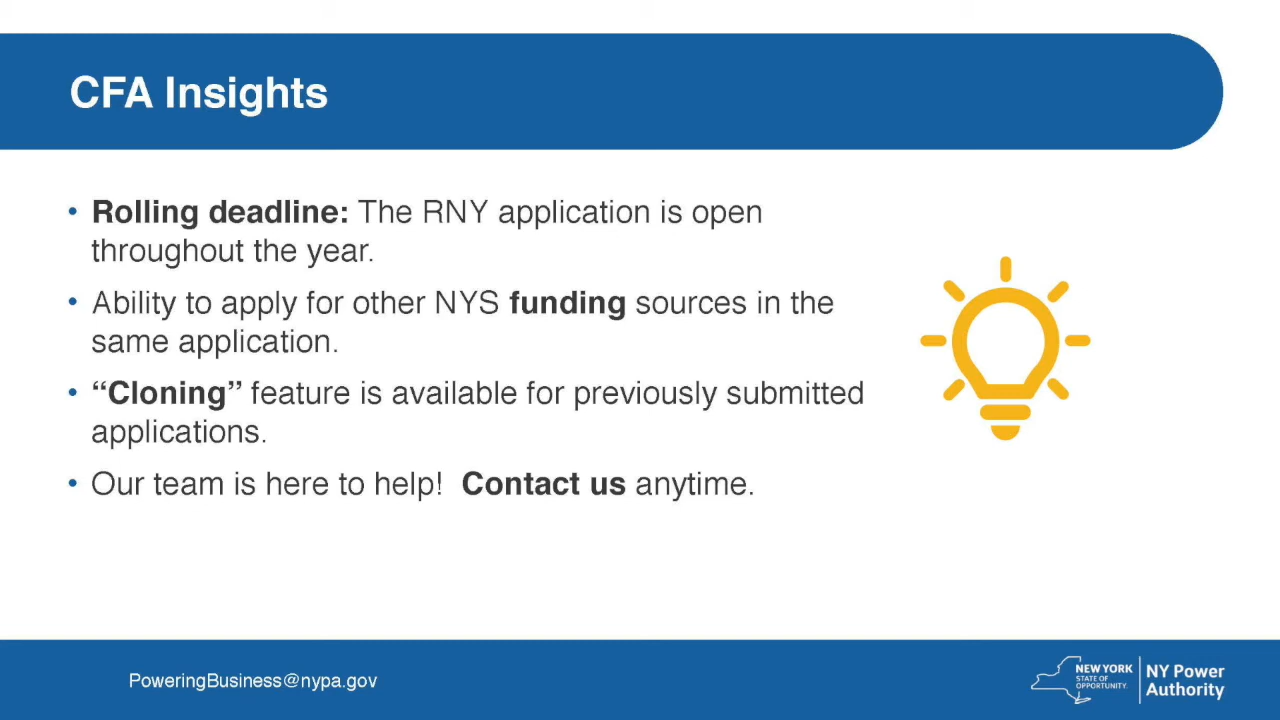 CFA Insights
• Rolling deadline: The RNY application is open
throughout the year.
• Ability to apply for other NYS funding sources in the
same application.
• “Cloning” feature is available for previously submitted
applications.
• Our team is here to help!  Contact us anytime.
PoweringBusiness@nypa.gov
NEW YORK
STATE OF
OPPORTUNITY.
NY Power
Authority